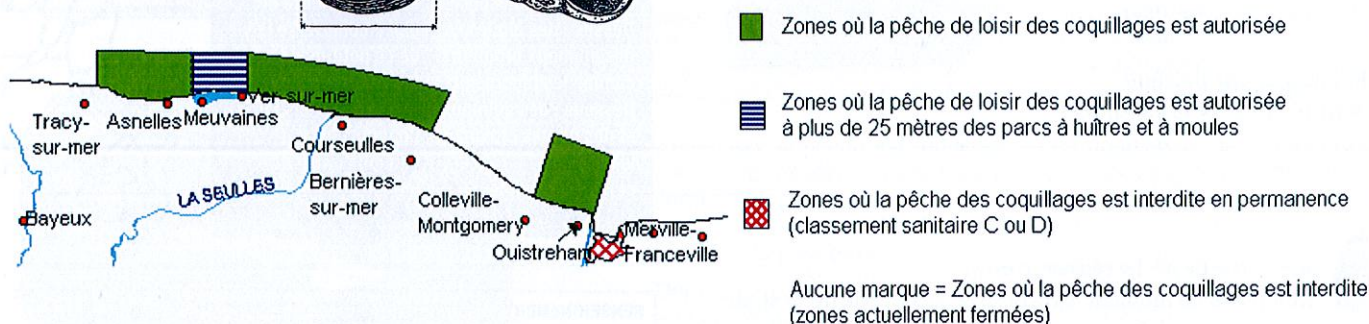 Zones où la pêche de loisir des coquillages est autorisée
Zones où la pêche de loisir des coquillages est autorisée
à plus de 25 mètres des parcs à huîtres et à moules
Zones où la pêche des coquillages est interdite en permanence
(classement sanitaire C ou D)
Aucune marque = Zones où la pêche des coquillages est interdite
(zones actuellement fermées)
Tracy-
sur-mer
Asnelles
Meuvaines
Ver-sur-mer
Courseulles
LA SEULLES
Bernières-
sur-mer
Bayeux
Colleville-
Montgomery
Ouistreham
Merville-
Franceville